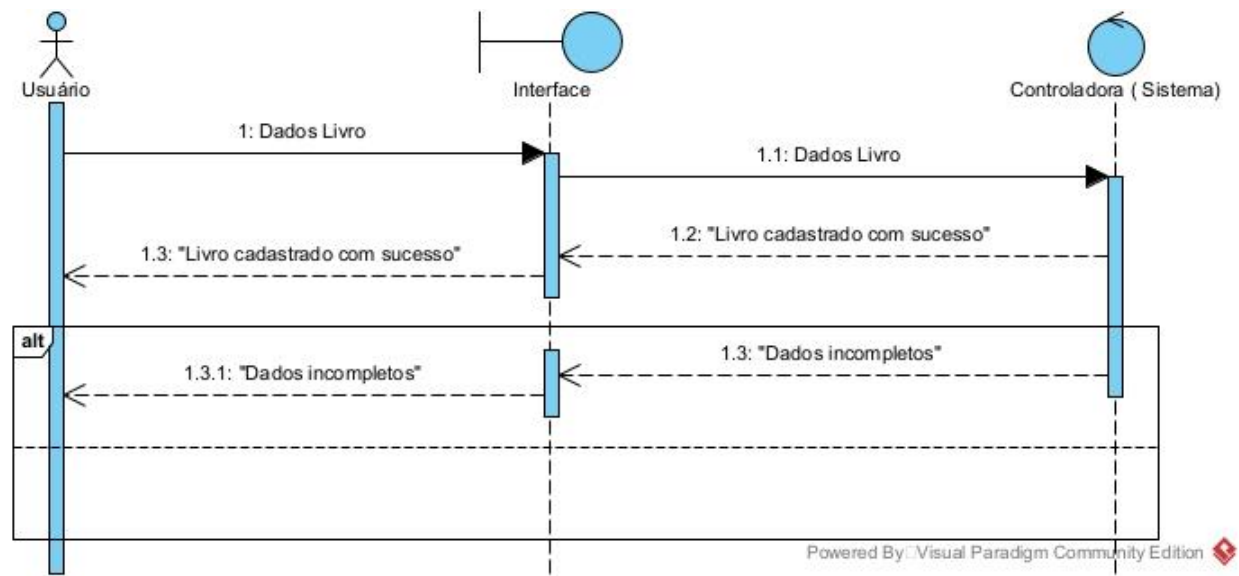 Usuário
Interface
Controladora ( Sistema)
1: Dados Livro
1.1: Dados Livro
1.2: "Livro cadastrado com sucesso"
1.3: "Livro cadastrado com sucesso"
alt
1.3: "Dados incompletos"
1.3.1: "Dados incompletos"
Powered By Visual Paradigm Community Edition